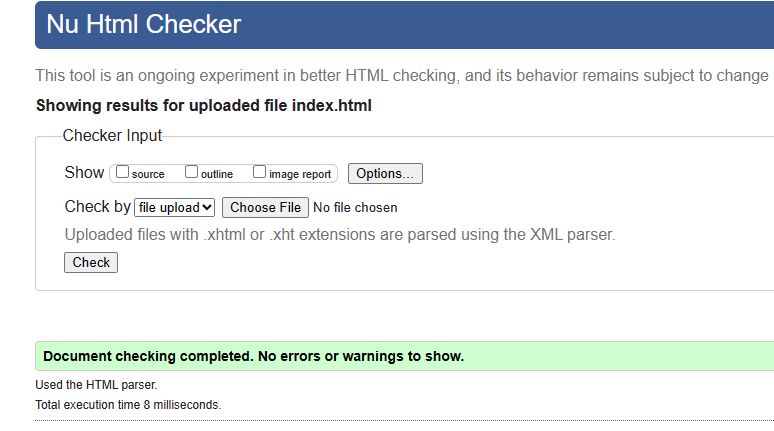 Nu Html Checker
This tool is an ongoing experiment in better HTML checking, and its behavior remains subject to change
Showing results for uploaded file index.html
Checker Input
Show source outline image report Options...
Check by file upload Choose File No file chosen
Uploaded files with .xhtml or .xht extensions are parsed using the XML parser.
Check
Document checking completed. No errors or warnings to show.
Used the HTML parser.
Total execution time 8 milliseconds.